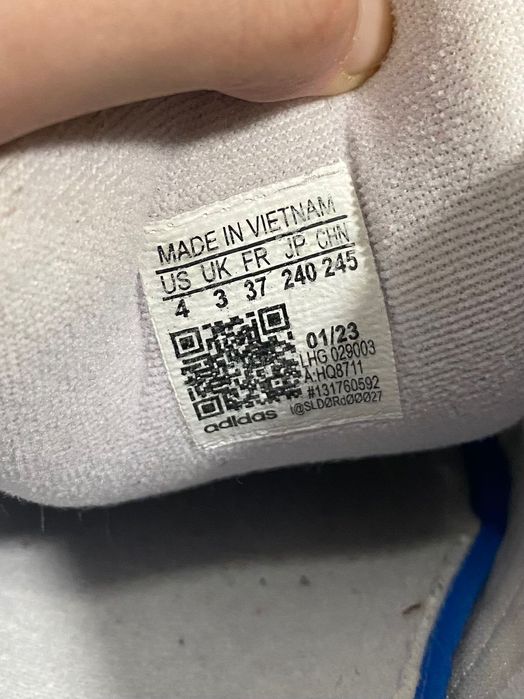 MADE IN VIETNAM
US UK FR JP CHN
4 3 37 240 245
01/23
LHG 029003
A:HQ8711
#131760592
(@SLDØRdØØØ27
adidas